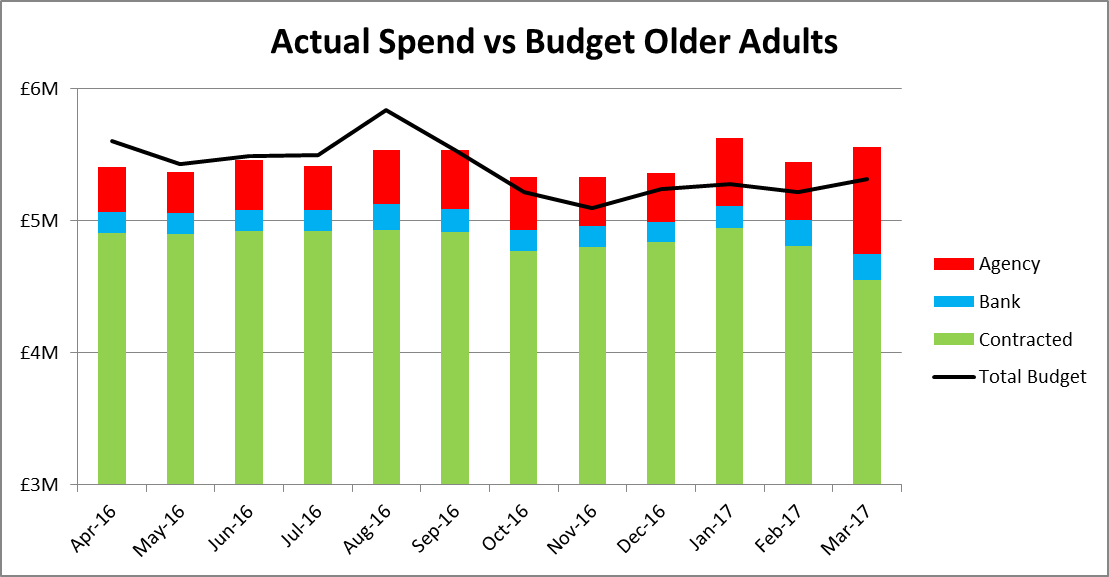 Actual Spend vs Budget Older Adults
£6M
£5M
£4M
£3M
Apr-16
May-16
Jun-16
Jul-16
Aug-16
Sep-16
Oct-16
Nov-16
Dec-16
Jan-17
Feb-17
Mar-17
Agency
Bank
Contracted
Total Budget